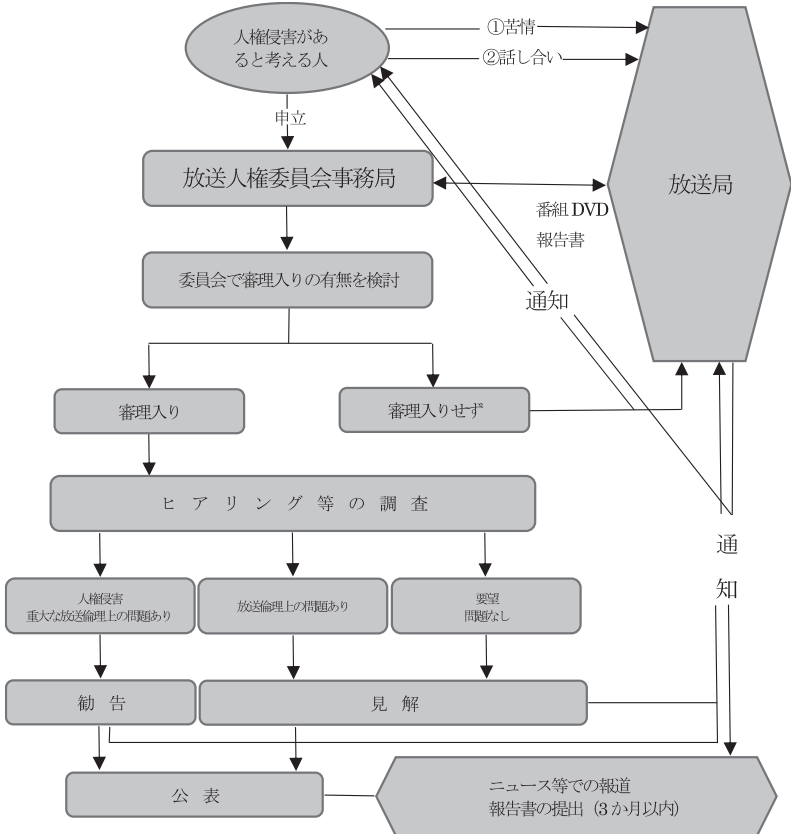 人権侵害があ
ると考える人
①苦情
②話し合い
放送局
申立
放送人権委員会事務局
番組 DVD
報告書
委員会で審理入りの有無を検討
通知
審理入り
審理入りせず
ヒアリング等の調査
通
知
人権侵害
重大な放送倫理上の問題あり
放送倫理上の問題あり
要望
問題なし
勧告
見解
公表
ニュース等での報道
報告書の提出（3 か月以内）